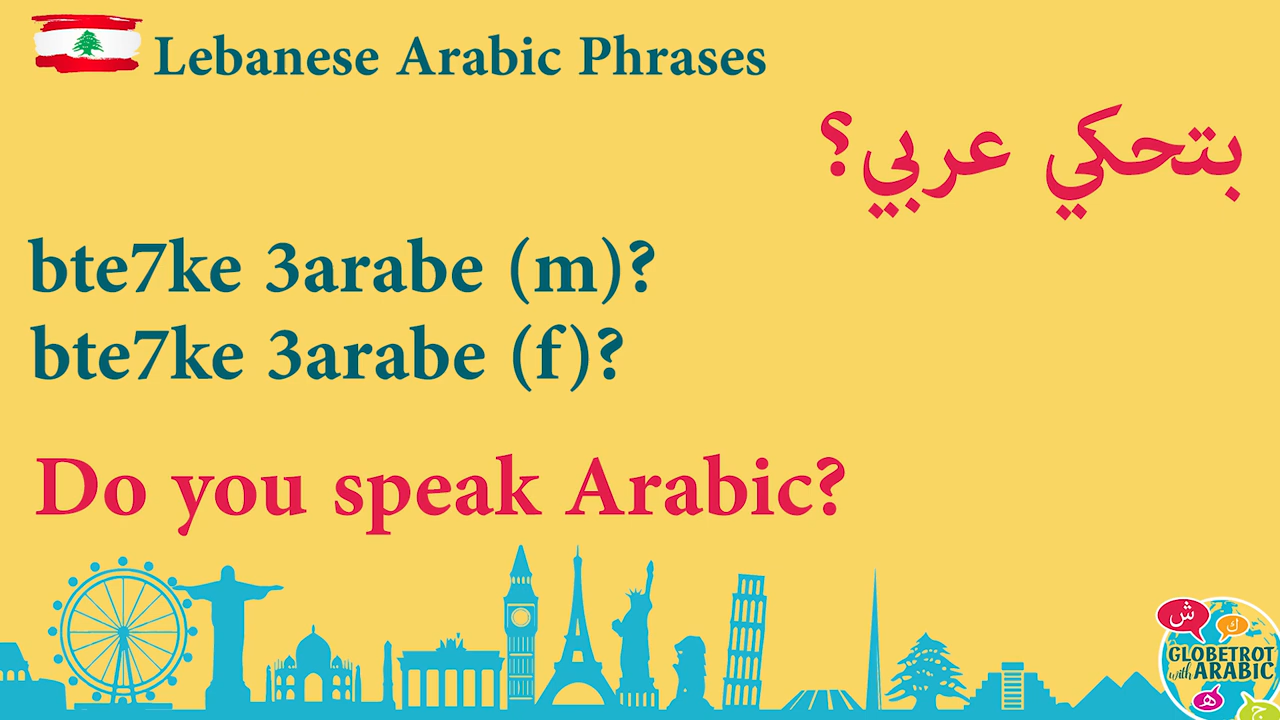 Lebanese Arabic Phrases
بتحكي عربي؟
bte7ke 3arabe (m)?
bte7ke 3arabe (f)?
Do you speak Arabic?
ش
ك
GLOBETROT
with ARABIC
ه
ح